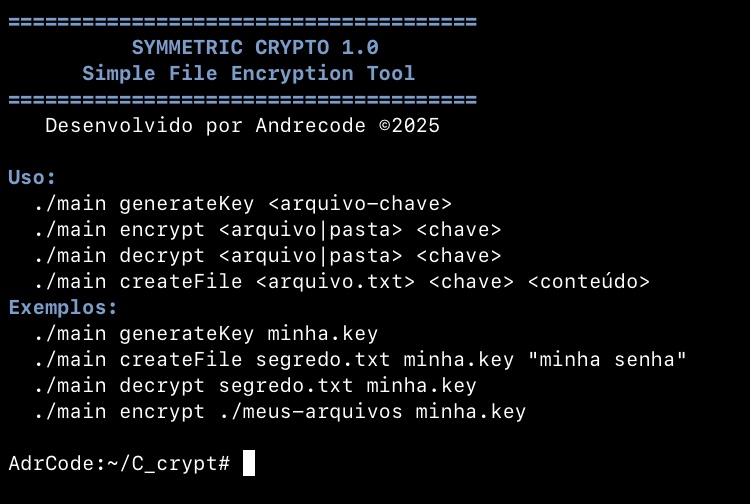 ======================================
SYMMETRIC CRYPTO 1.0
Simple File Encryption Tool
======================================
Desenvolvido por Andrecode ©2025
Uso:
./main generateKey <arquivo-chave>
./main encrypt <arquivo|pasta> <chave>
./main decrypt <arquivo|pasta> <chave>
./main createFile <arquivo.txt> <chave> <conteúdo>
Exemplos:
./main generateKey minha.key
./main createFile segredo.txt minha.key "minha senha"
./main decrypt segredo.txt minha.key
./main encrypt ./meus-arquivos minha.key
AdrCode:~/C_crypt#